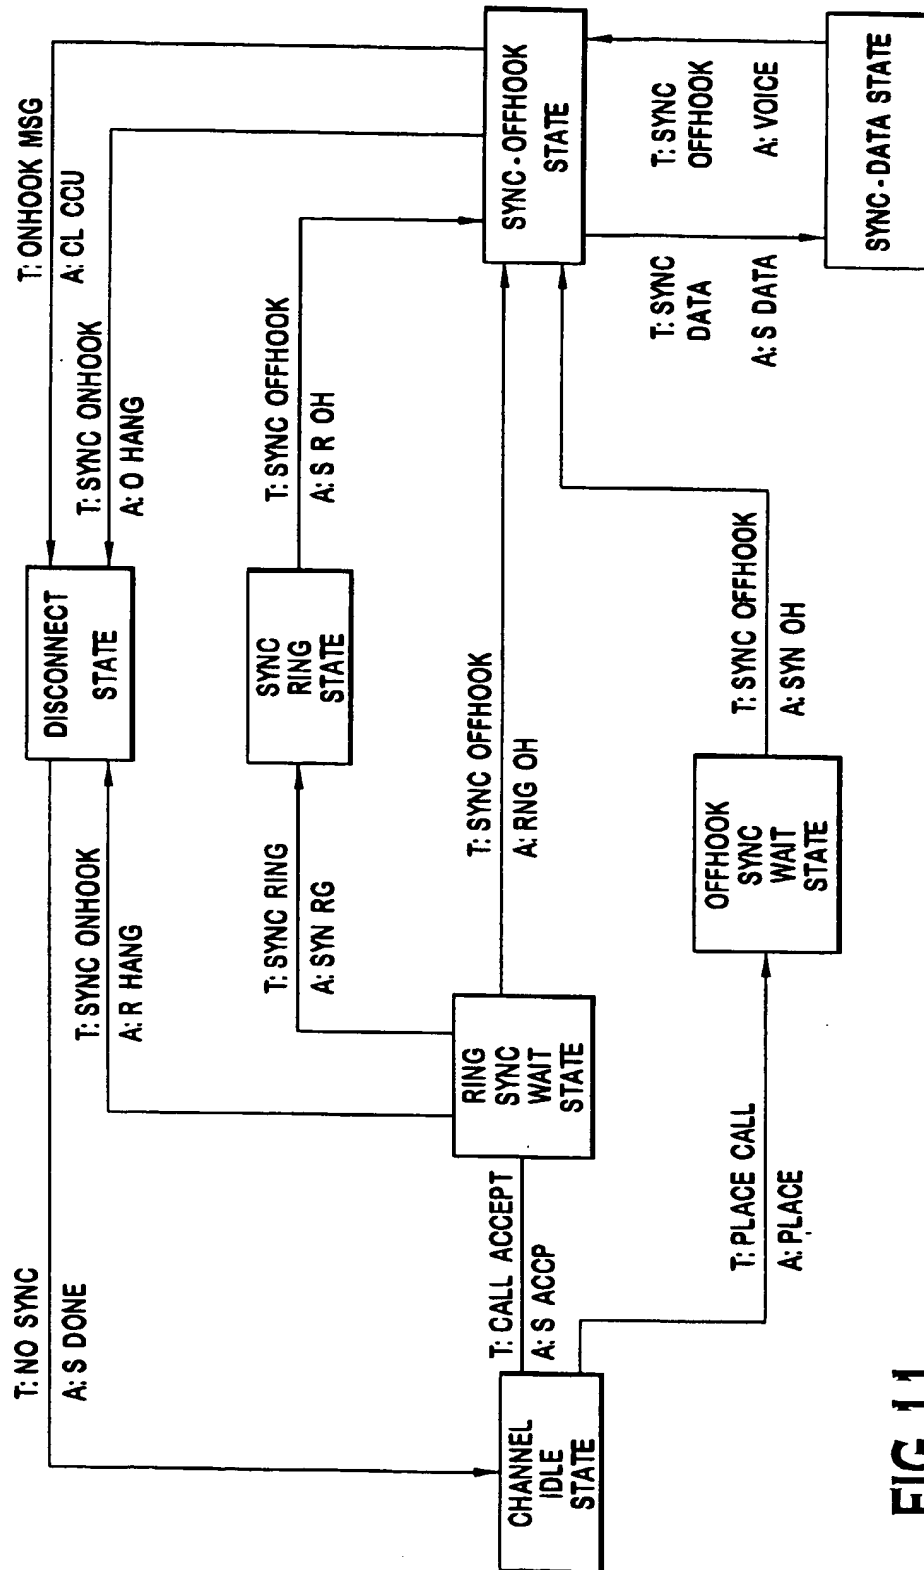 T: NO SYNC
A: S DONE
T: ONHOOK MSG
A: CL CCU
T: SYNC ONHOOK
A: O HANG
DISCONNECT
STATE
T: SYNC ONHOOK
A: R HANG
T: SYNC OFFHOOK
A: S R OH
SYNC
RING
STATE
T: SYNC RING
A: SYN RG
CHANNEL
IDLE
STATE
T: CALL ACCEPT
A: S ACCP
RING
SYNC
WAIT
STATE
T: SYNC OFFHOOK
A: RNG OH
SYNC-OFFHOOK
STATE
T: PLACE CALL
A: PLACE
OFFHOOK
SYNC
WAIT
STATE
T: SYNC OFFHOOK
A: SYN OH
T: SYNC
DATA
A: S DATA
T: SYNC
OFFHOOK
A: VOICE
SYNC-DATA STATE
FIG. 11